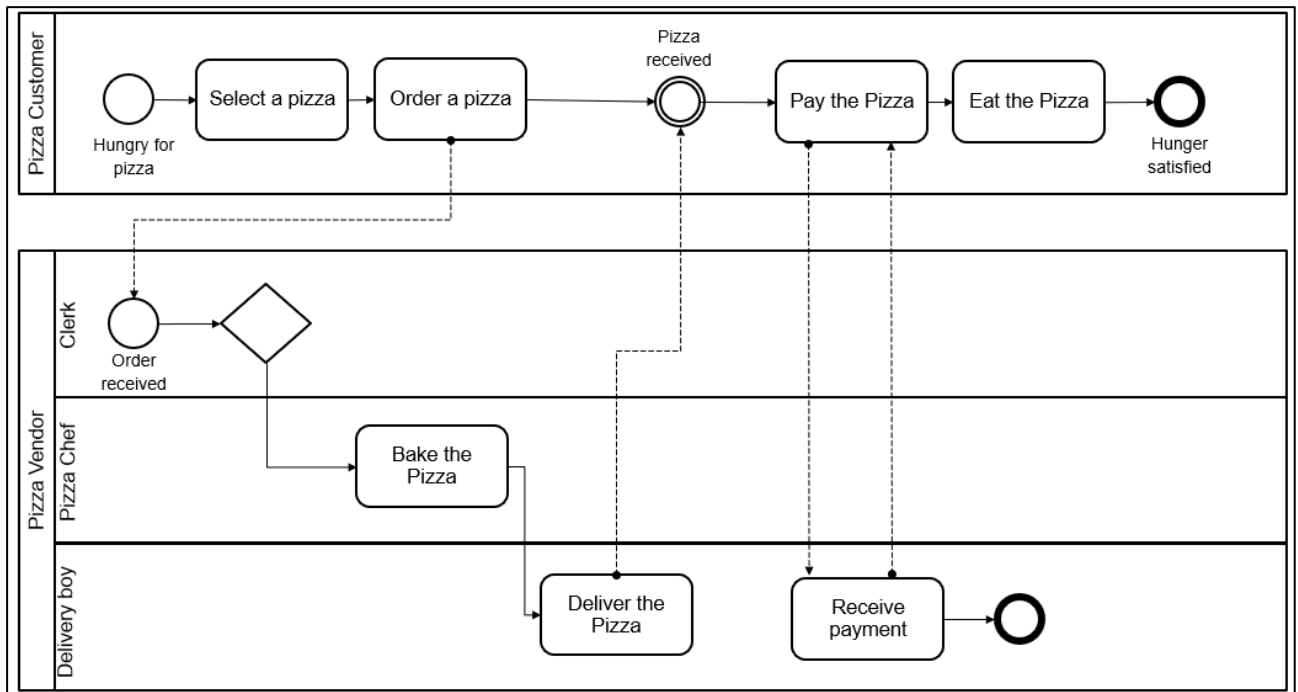 Pizza Customer
Pizza
received
Select a pizza
Order a pizza
Pay the Pizza
Eat the Pizza
Hungry for
pizza
Hunger
satisfied
Pizza Vendor
Clerk
Order
received
Pizza Chef
Bake the
Pizza
Delivery boy
Deliver the
Pizza
Receive
payment